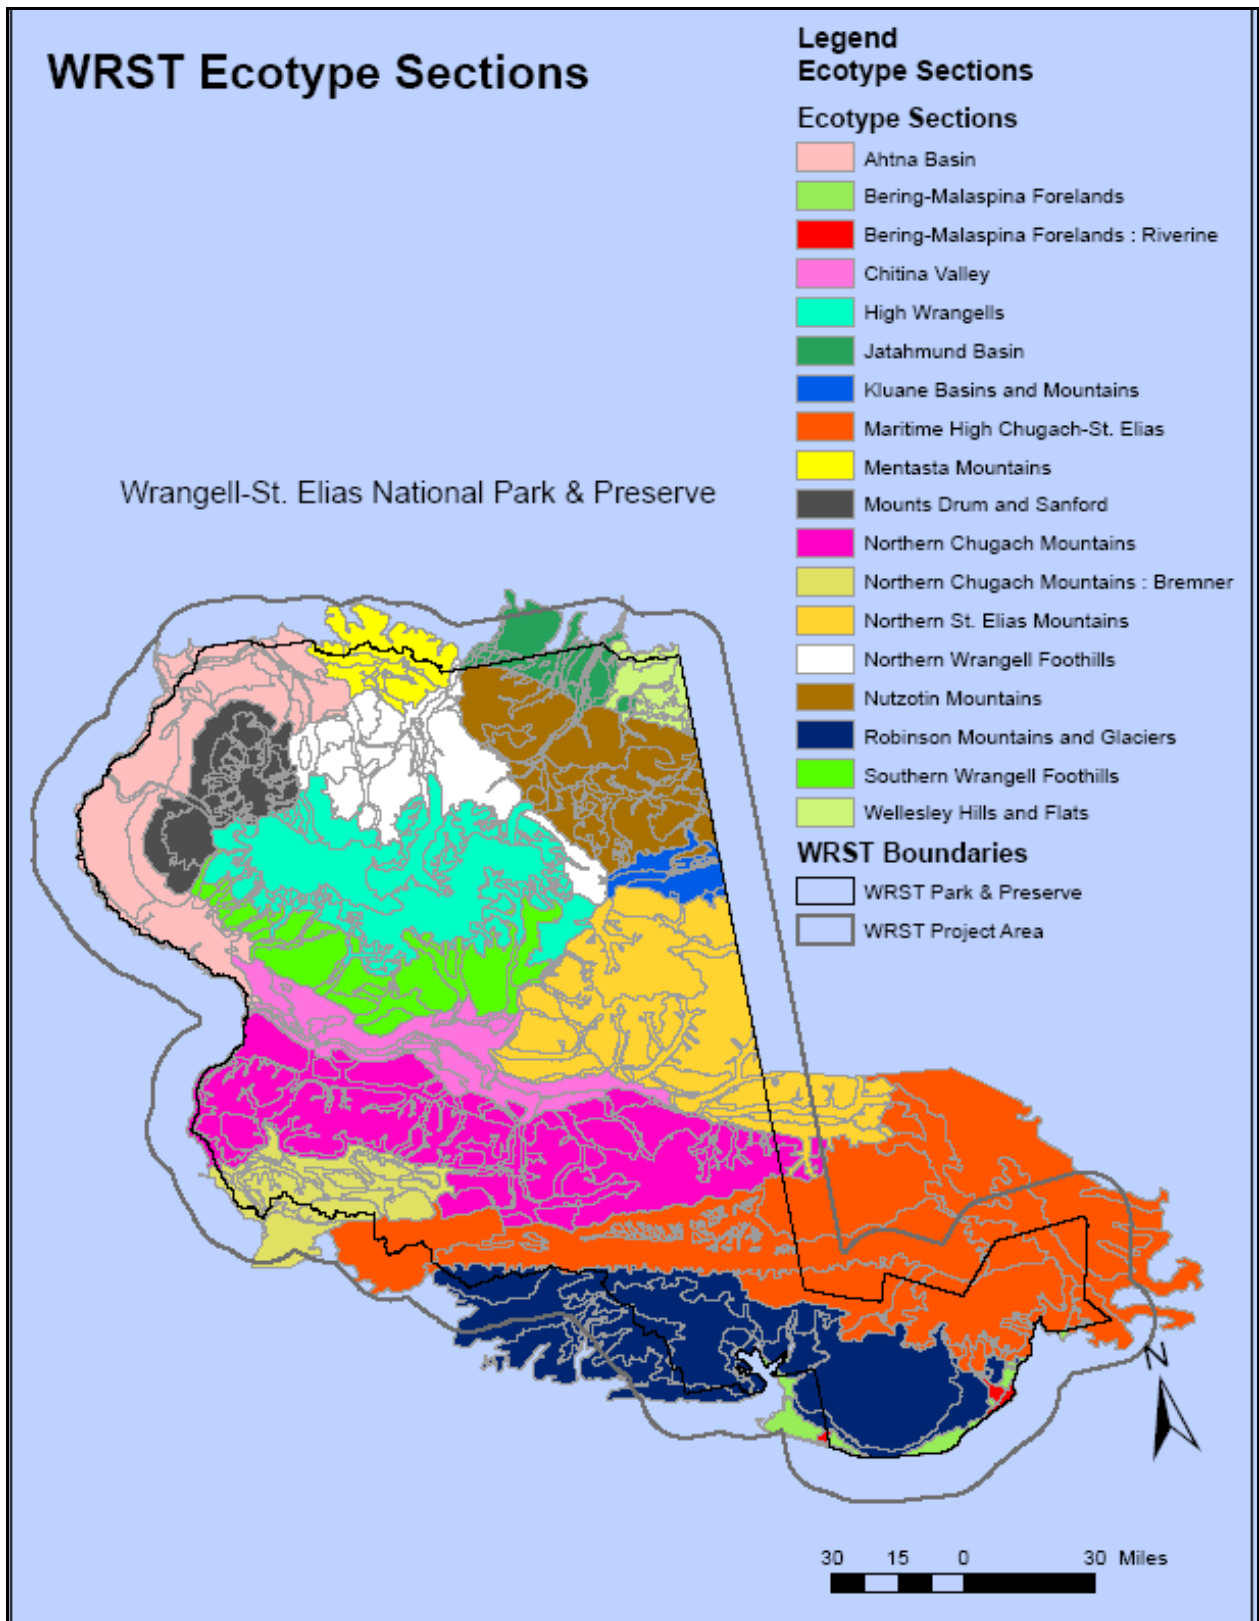 WRST Ecotype Sections
Legend
Ecotype Sections
Ecotype Sections
Ahtna Basin
Bering-Malaspina Forelands
Bering-Malaspina Forelands : Riverine
Chitina Valley
High Wrangells
Jatahmund Basin
Kluane Basins and Mountains
Maritime High Chugach-St. Elias
Mentasta Mountains
Mounts Drum and Sanford
Northern Chugach Mountains
Northern Chugach Mountains : Bremner
Northern St. Elias Mountains
Northern Wrangell Foothills
Nutzotin Mountains
Robinson Mountains and Glaciers
Southern Wrangell Foothills
Wellesley Hills and Flats
WRST Boundaries
WRST Park & Preserve
WRST Project Area
Wrangell-St. Elias National Park & Preserve
N
30 15 0 30 Miles